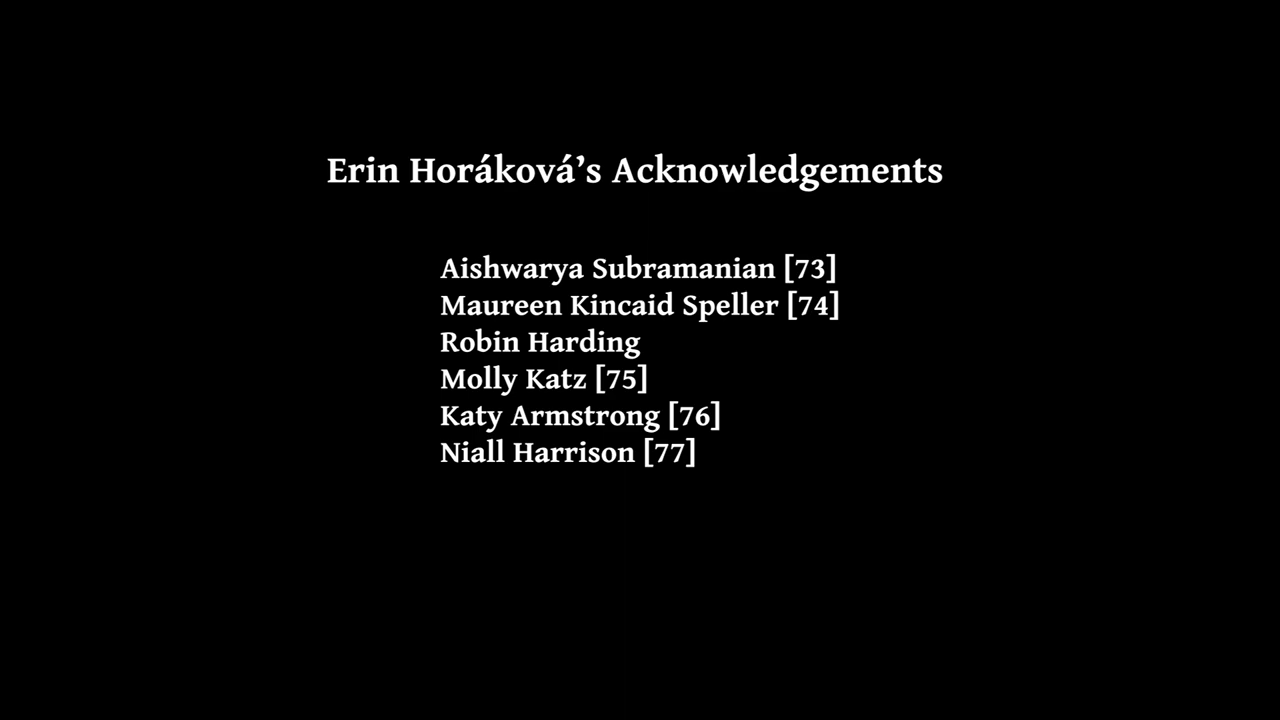 Erin Horáková’s Acknowledgements
Aishwarya Subramanian [73]
Maureen Kincaid Speller [74]
Robin Harding
Molly Katz [75]
Katy Armstrong [76]
Niall Harrison [77]